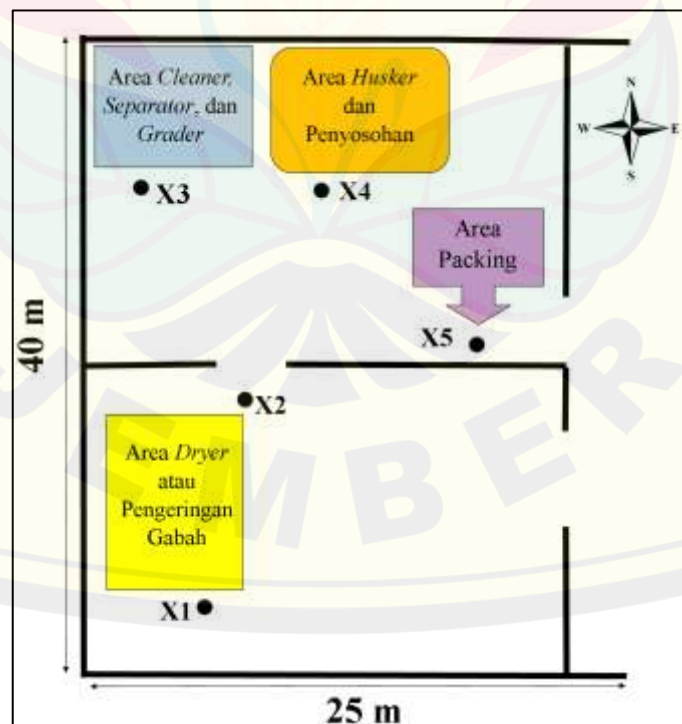 Area Cleaner,
Separator, dan
Grader
Area Husker
dan
Penyosohan
N
W E
S
X3
X4
Area
Packing
X5
40 m
X2
Area Dryer
atau
Pengeringan
Gabah
X1
25 m
JEMBER